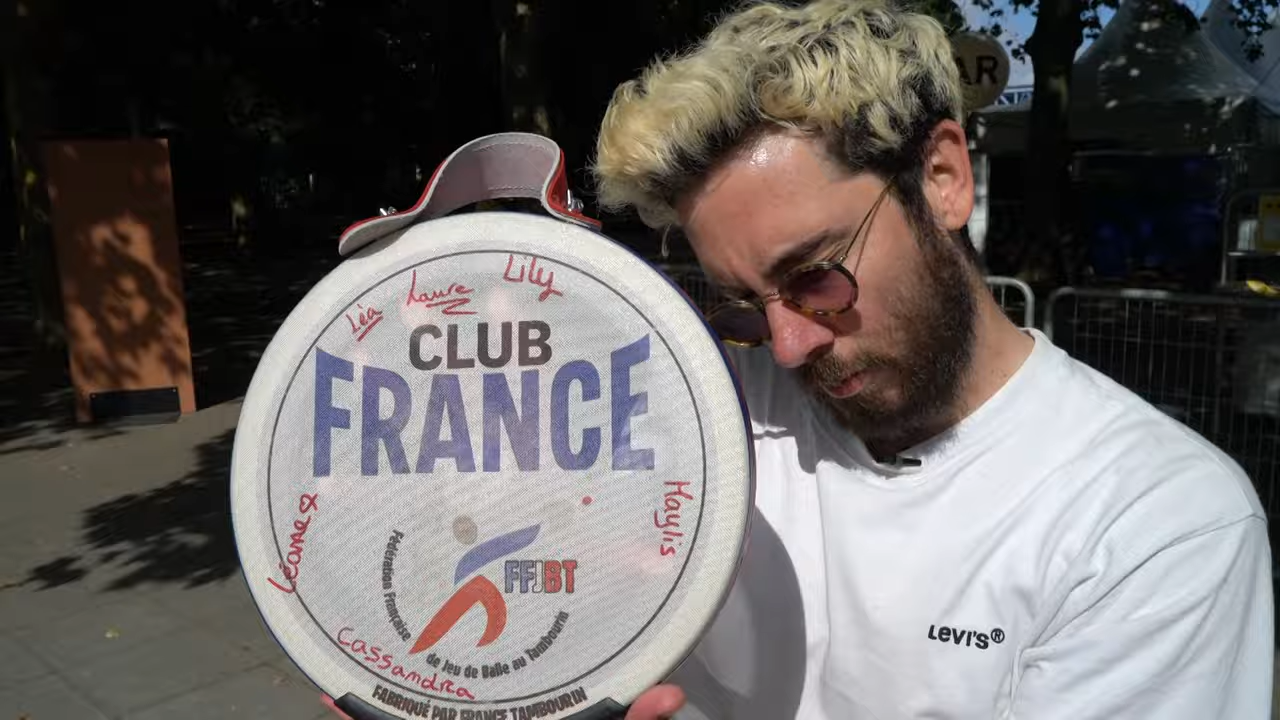 AR
Lily
Laure
Léa
CLUB
FRANCE
Léane
Maylis
FFJBT
Fédération Française
de Jeu de Balle au Tambourin
Cassandra
FABRIQUÉ PAR FRANCE TAMBOURIN
Levi's®